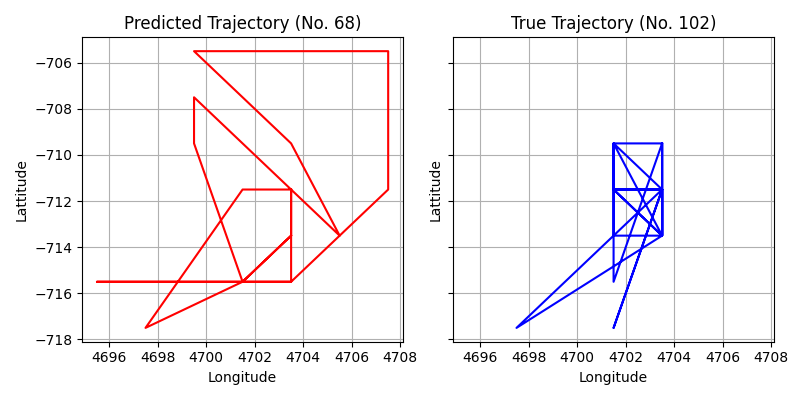 Predicted Trajectory (No. 68)
True Trajectory (No. 102)
−706
−708
−710
−712
−714
−716
−718
Lattitude
Lattitude
4696 4698 4700 4702 4704 4706 4708
4696 4698 4700 4702 4704 4706 4708
Longitude
Longitude